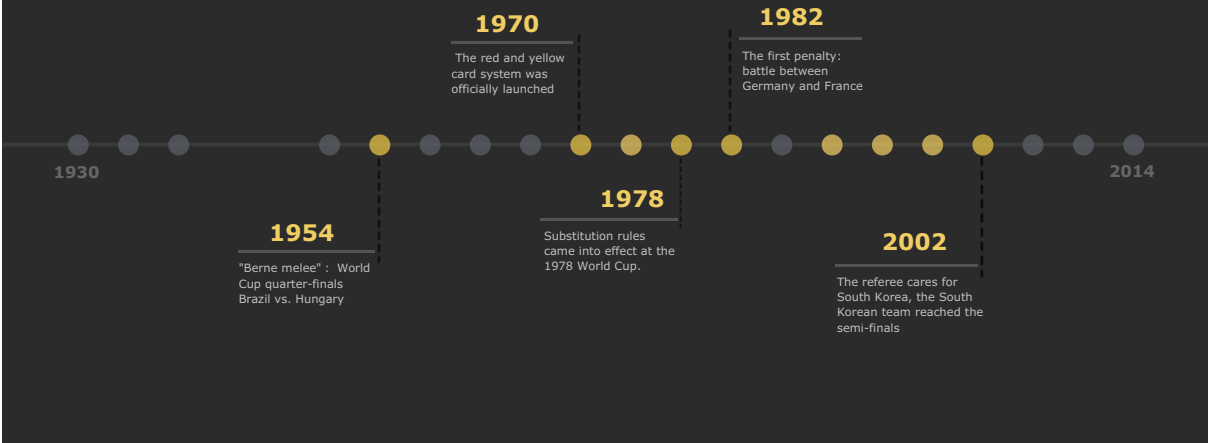 1970
The red and yellow
card system was
officially launched
1982
The first penalty:
battle between
Germany and France
1930
2014
1954
"Berne melee" : World
Cup quarter-finals
Brazil vs. Hungary
1978
Substitution rules
came into effect at the
1978 World Cup.
2002
The referee cares for
South Korea, the South
Korean team reached the
semi-finals